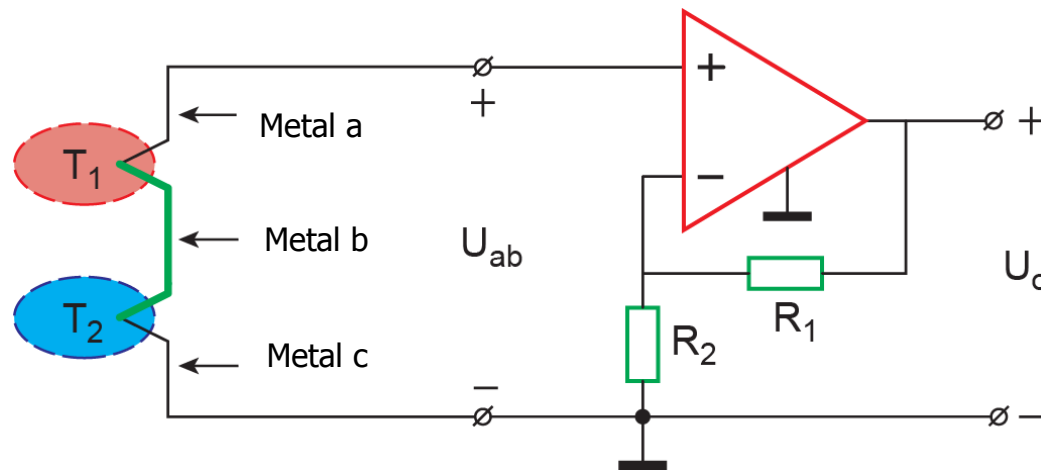 +
Metal a
+
+
T1
−
Metal b
Uab
T2
R1
R2
Metal c
−
−